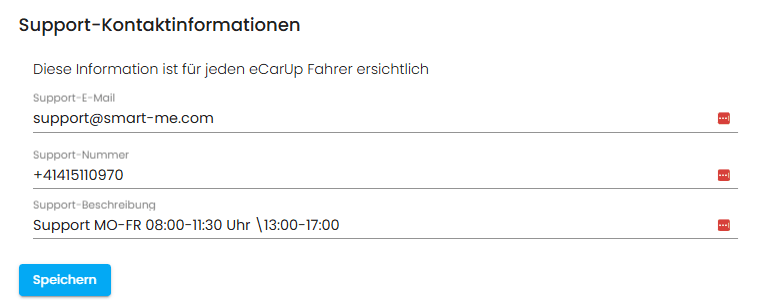 Support-Kontaktinformationen
Diese Information ist für jeden eCarUp Fahrer ersichtlich
Support-E-Mail
support@smart-me.com
Support-Nummer
+41415110970
Support-Beschreibung
Support MO-FR 08:00-11:30 Uhr \13:00-17:00
Speichern